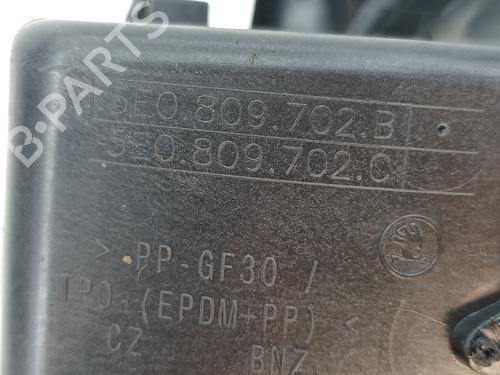 5E0.809.702.B
5E0.809.702.C
> PP-GF30 /
TPO-(EPDM+PP) <
CZ BNZ
B-PARTS